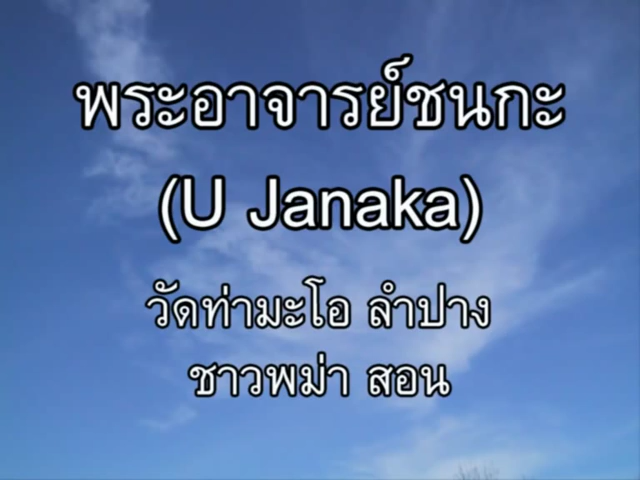 พระอาจารย์ชนกะ
(U Janaka)
วัดท่ามะโอ ลำปาง
ชาวพม่า สอน